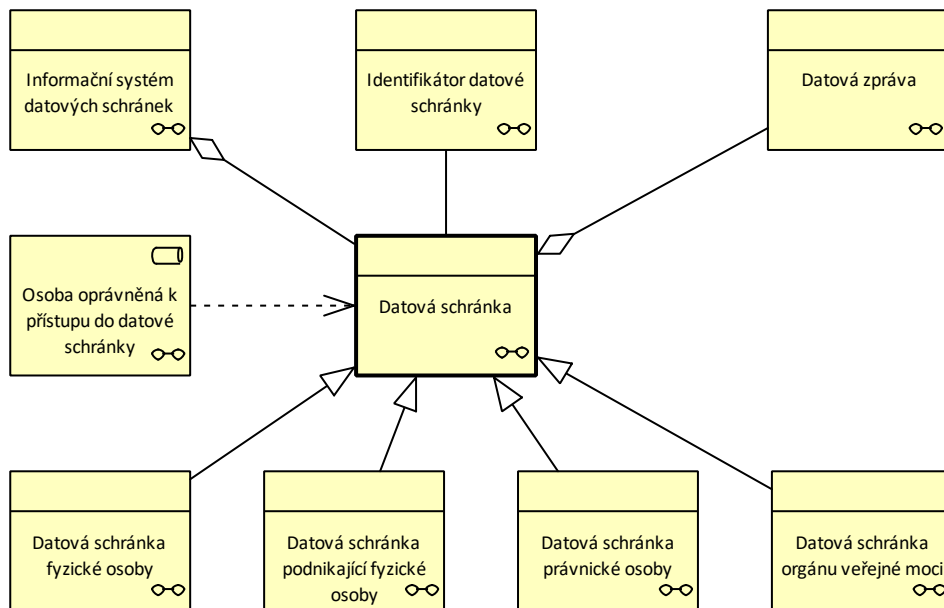 Informační systém
datových schránek
Identifikátor datové
schránky
Datová zpráva
Osoba oprávněná k
přístupu do datové
schránky
Datová schránka
Datová schránka
fyzické osoby
Datová schránka
podnikající fyzické
osoby
Datová schránka
právnické osoby
Datová schránka
orgánu veřejné moci